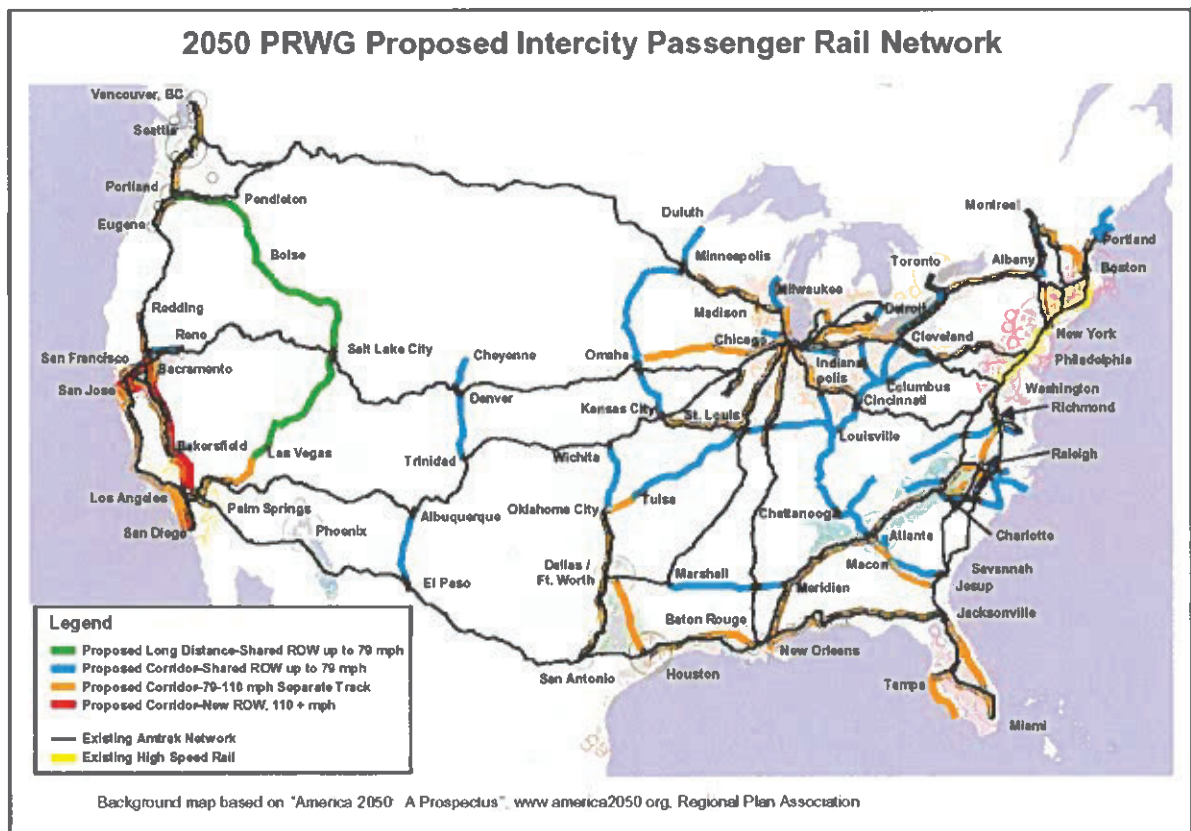 2050 PRWG Proposed Intercity Passenger Rail Network
Vancouver, BC
Seattle
Portland
Pendleton
Eugene
Boise
Redding
Reno
San Francisco
Sacramento
San Jose
Salt Lake City
Bakersfield
Las Vegas
Los Angeles
Palm Springs
San Diego
Phoenix
Cheyenne
Denver
Trinidad
Albuquerque
El Paso
Duluth
Minneapolis
Milwaukee
Madison
Chicago
Omaha
Kansas City
St. Louis
Wichita
Oklahoma City
Tulsa
Dallas /
Ft. Worth
Marshall
Baton Rouge
San Antonio
Houston
New Orleans
Meridian
Montreal
Portland
Toronto
Albany
Boston
Detroit
Cleveland
New York
Philadelphia
Indiana
polis
Columbus
Cincinnati
Washington
Richmond
Louisville
Raleigh
Chattanooga
Atlanta
Charlotte
Macon
Savannah
Jesup
Jacksonville
Tampa
Miami
Legend
Proposed Long Distance-Shared ROW up to 79 mph
Proposed Corridor-Shared ROW up to 79 mph
Proposed Corridor-79-110 mph Separate Track
Proposed Corridor-New ROW, 110 + mph
Existing Amtrak Network
Existing High Speed Rail
Background map based on "America 2050: A Prospectus", www.america2050.org, Regional Plan Association